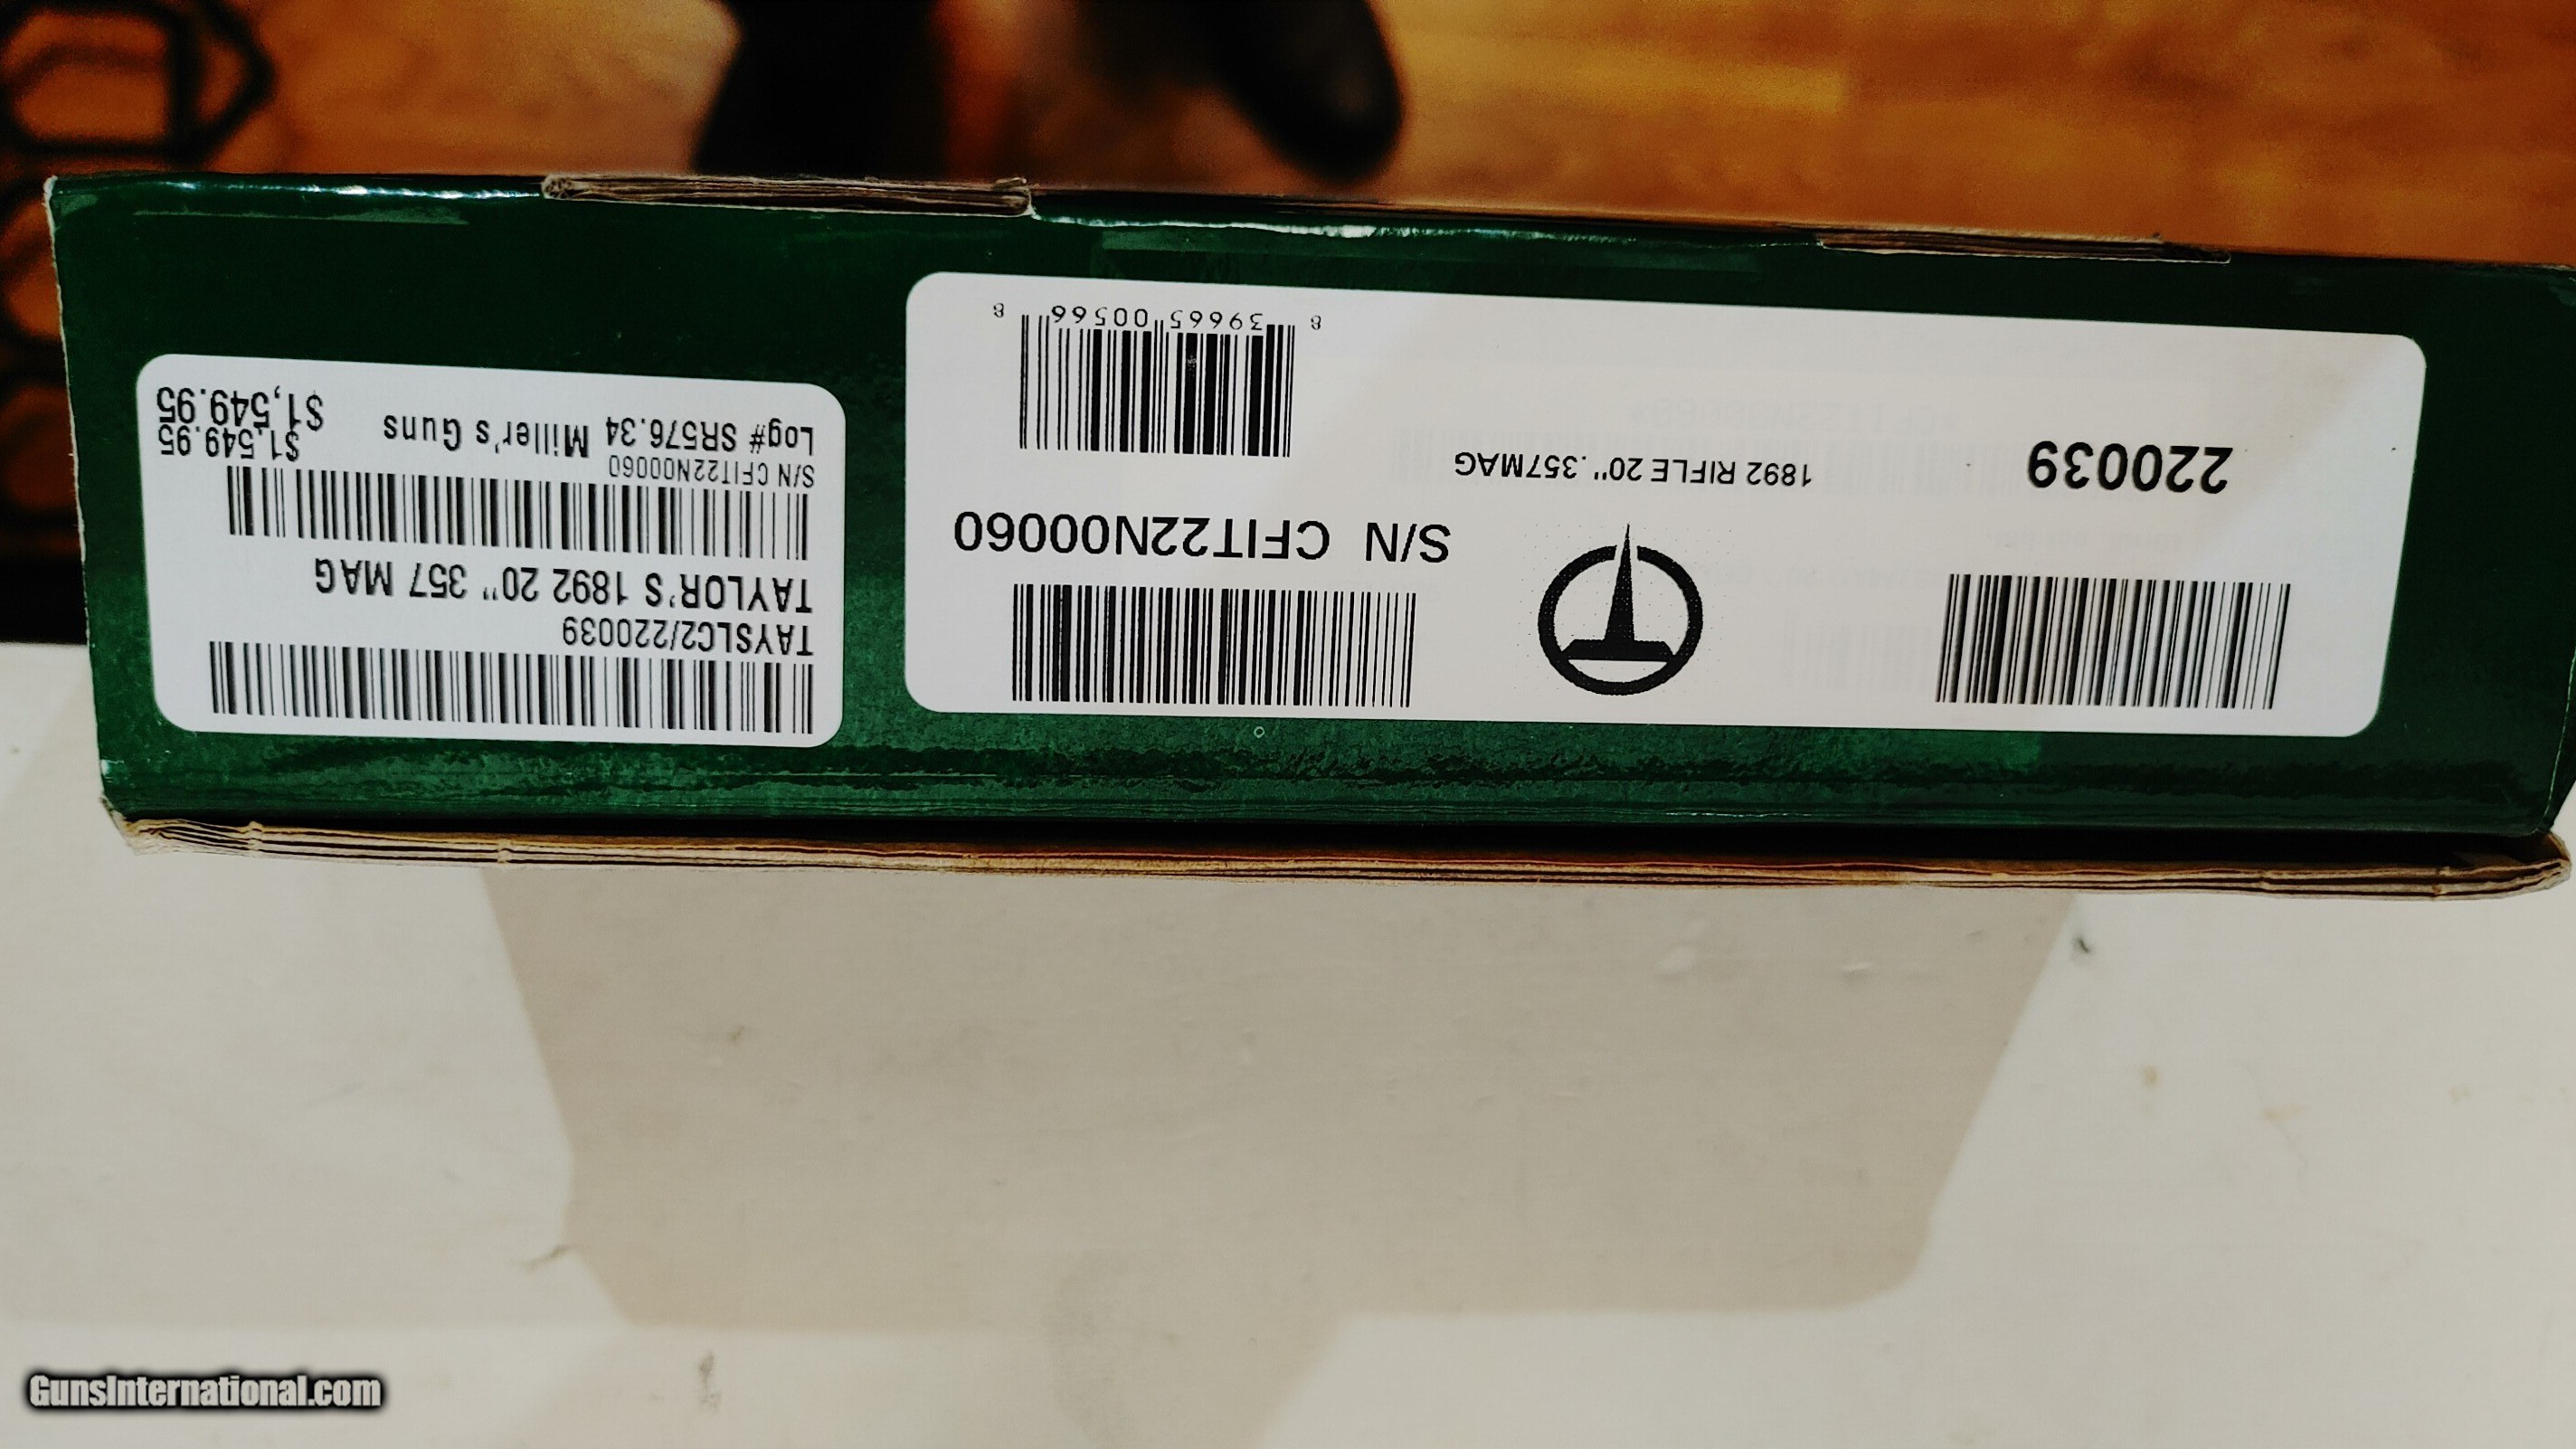 220039
S/N CFIT22N00060
1892 RIFLE 20" .357MAG
8 39665 00566 8
TAYSLC2/220039
TAYLOR'S 1892 20" 357 MAG
S/N CFIT22N00060
$1,549.95
Log# SR576.34 Miller's Guns
$1,549.95
GunsInternational.com